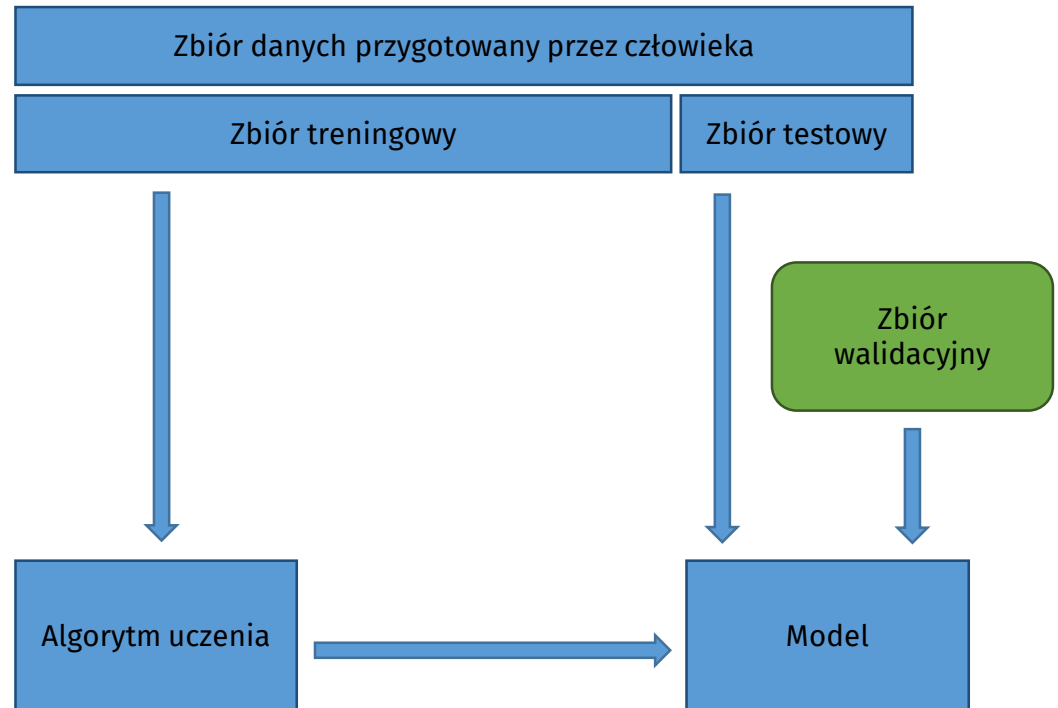 Zbiór danych przygotowany przez człowieka
Zbiór treningowy
Zbiór testowy
Zbiór
walidacyjny
Algorytm uczenia
Model